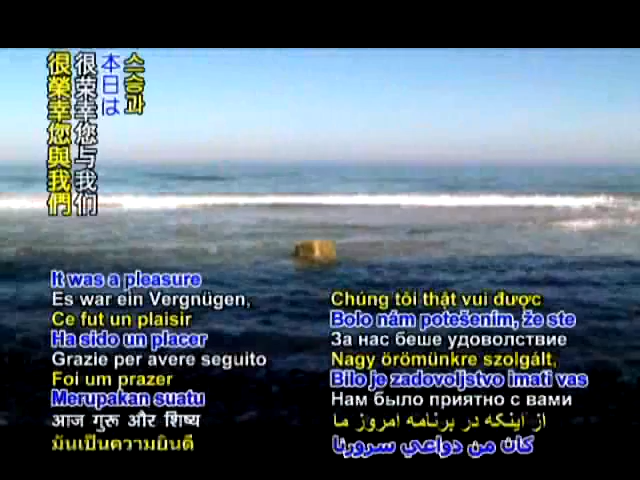 스승과
本日は
很荣幸您与我们
很榮幸您與我們
It was a pleasure
Es war ein Vergnügen,
Ce fut un plaisir
Ha sido un placer
Grazie per avere seguito
Foi um prazer
Merupakan suatu
आज गुरू और शिष्य
มันเป็นความยินดี
Chúng tôi thật vui được
Bolo nám potešením, že ste
За нас беше удоволствие
Nagy örömünkre szolgált,
Bilo je zadovoljstvo imati vas
Нам было приятно с вами
از اینکه در برنامه امروز ما
كان من دواعي سرورنا